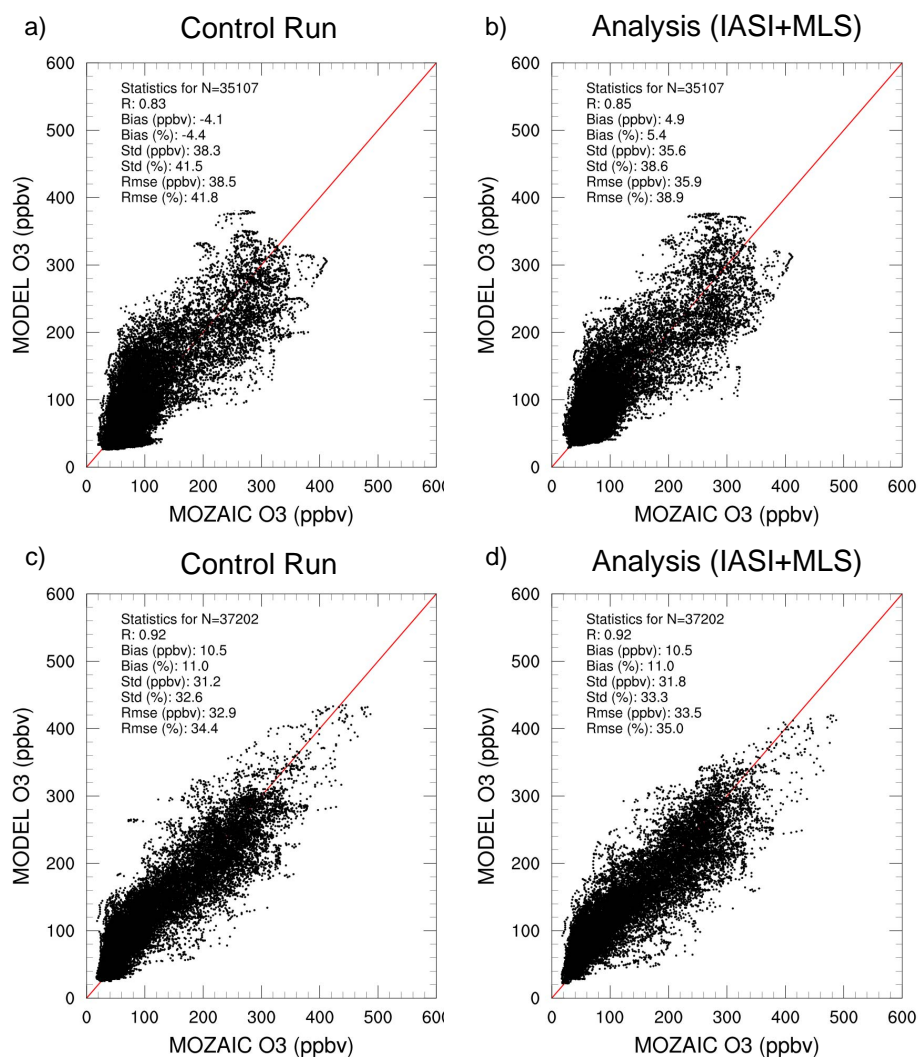 a)
Control Run
600
500
400
300
200
100
0
MODEL O3 (ppbv)
Statistics for N=35107
R: 0.83
Bias (ppbv): -4.1
Bias (%): -4.4
Std (ppbv): 38.3
Std (%): 41.5
Rmse (ppbv): 38.5
Rmse (%): 41.8
0 100 200 300 400 500 600
MOZAIC O3 (ppbv)
b)
Analysis (IASI+MLS)
600
500
400
300
200
100
0
MODEL O3 (ppbv)
Statistics for N=35107
R: 0.85
Bias (ppbv): 4.9
Bias (%): 5.4
Std (ppbv): 35.6
Std (%): 38.6
Rmse (ppbv): 35.9
Rmse (%): 38.9
0 100 200 300 400 500 600
MOZAIC O3 (ppbv)
c)
Control Run
600
500
400
300
200
100
0
MODEL O3 (ppbv)
Statistics for N=37202
R: 0.92
Bias (ppbv): 10.5
Bias (%): 11.0
Std (ppbv): 31.2
Std (%): 32.6
Rmse (ppbv): 32.9
Rmse (%): 34.4
0 100 200 300 400 500 600
MOZAIC O3 (ppbv)
d)
Analysis (IASI+MLS)
600
500
400
300
200
100
0
MODEL O3 (ppbv)
Statistics for N=37202
R: 0.92
Bias (ppbv): 10.5
Bias (%): 11.0
Std (ppbv): 31.8
Std (%): 33.3
Rmse (ppbv): 33.5
Rmse (%): 35.0
0 100 200 300 400 500 600
MOZAIC O3 (ppbv)